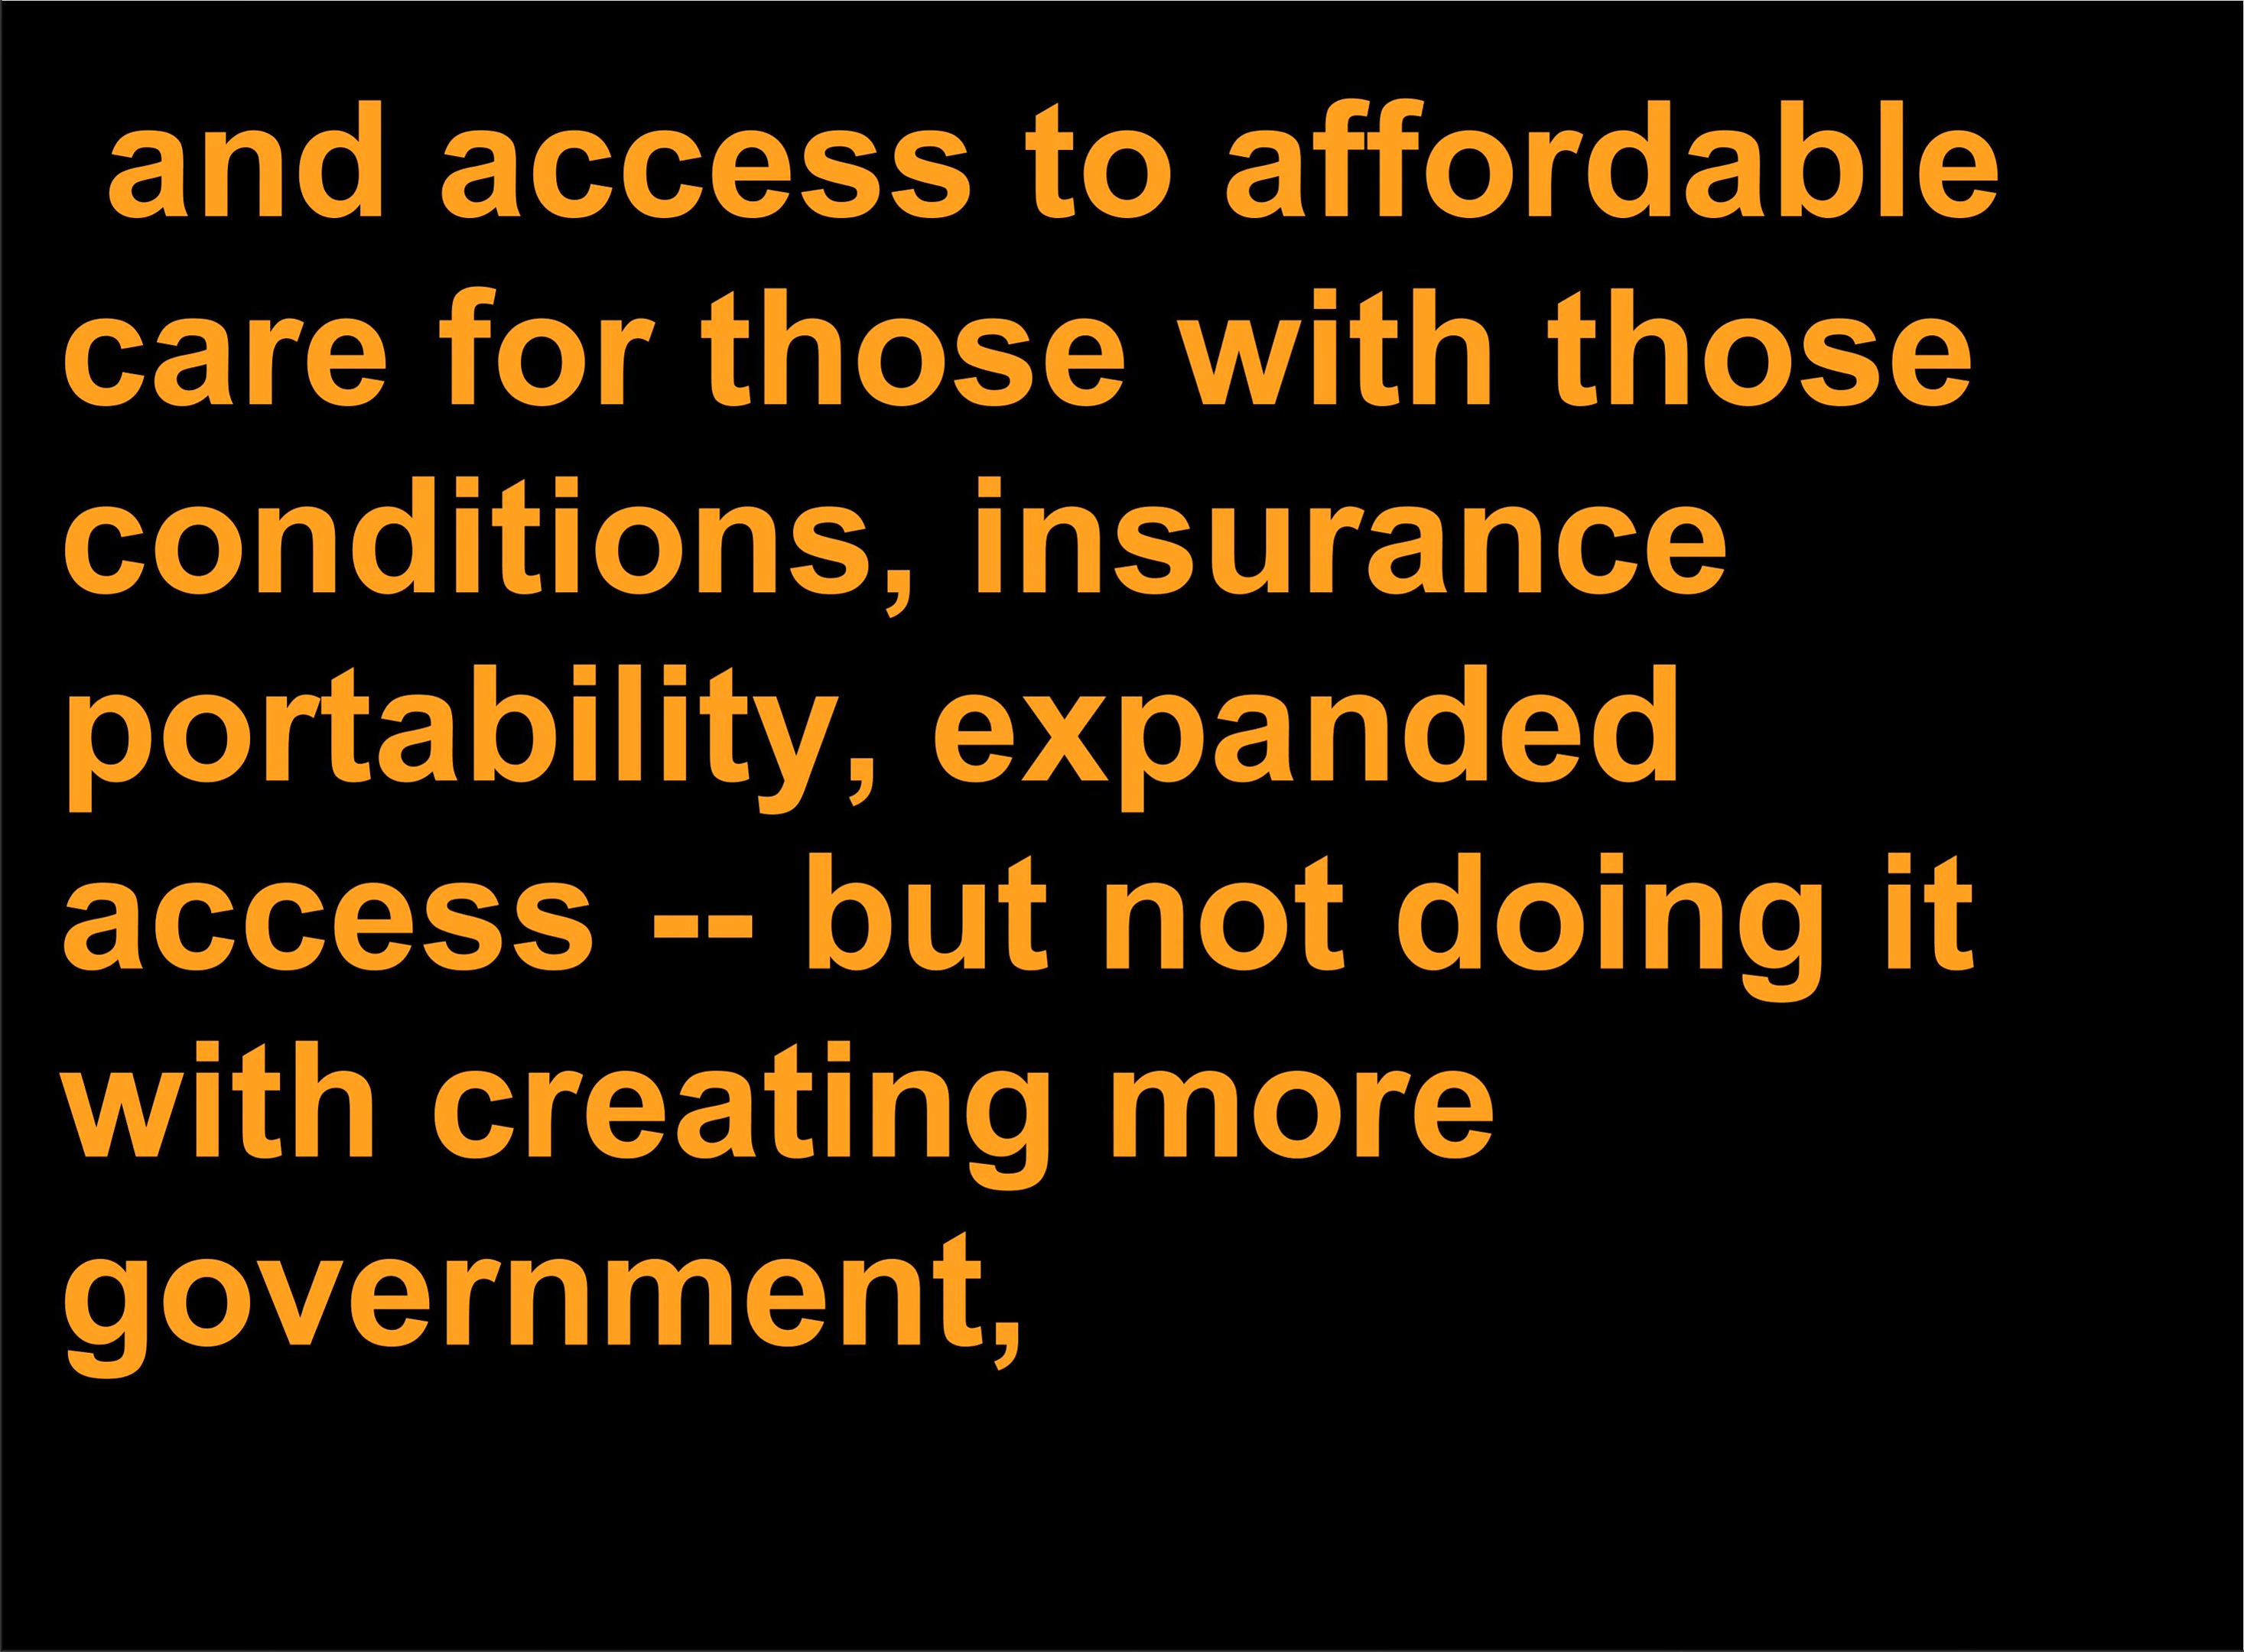 and access to affordable
care for those with those
conditions, insurance
portability, expanded
access -- but not doing it
with creating more
government,